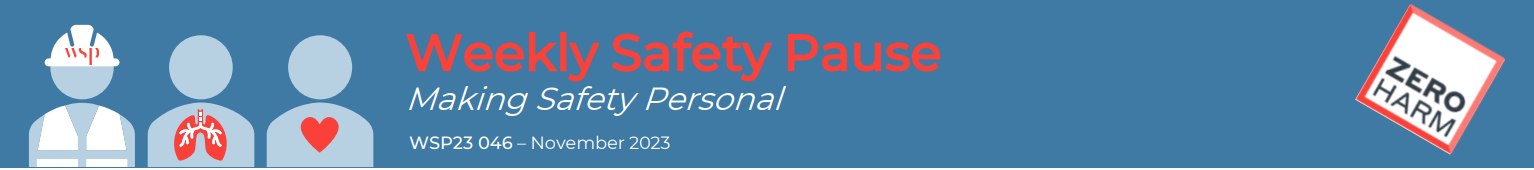 wsp
Weekly Safety Pause
Making Safety Personal
WSP23 046 – November 2023
ZERO
HARM